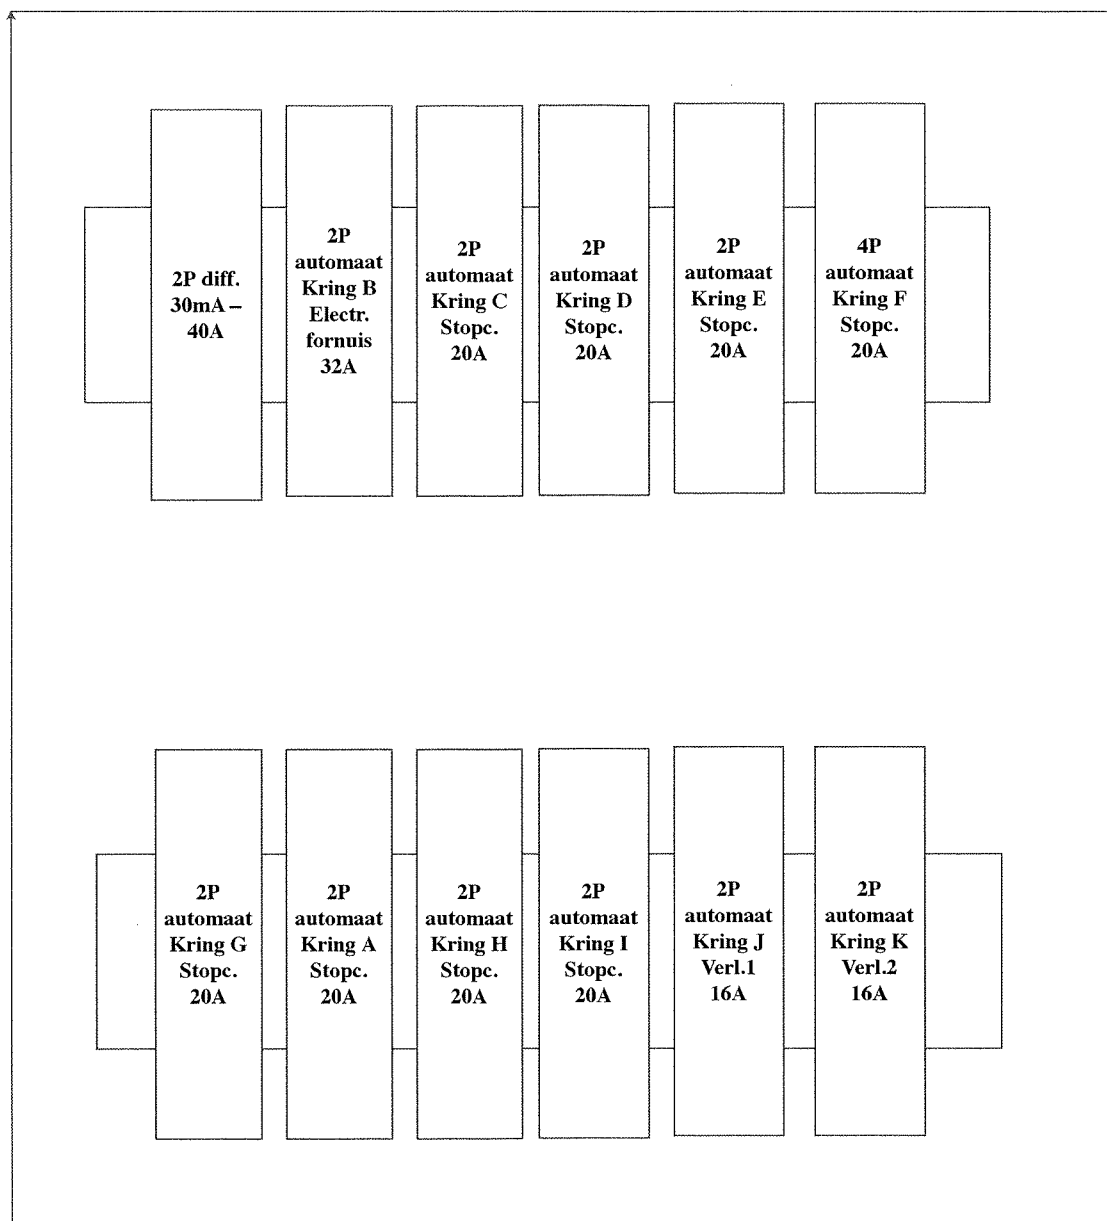 2P diff.
30mA –
40A
2P
automaat
Kring B
Electr.
fornuis
32A
2P
automaat
Kring C
Stopc.
20A
2P
automaat
Kring D
Stopc.
20A
2P
automaat
Kring E
Stopc.
20A
4P
automaat
Kring F
Stopc.
20A
2P
automaat
Kring G
Stopc.
20A
2P
automaat
Kring A
Stopc.
20A
2P
automaat
Kring H
Stopc.
20A
2P
automaat
Kring I
Stopc.
20A
2P
automaat
Kring J
Verl.1
16A
2P
automaat
Kring K
Verl.2
16A